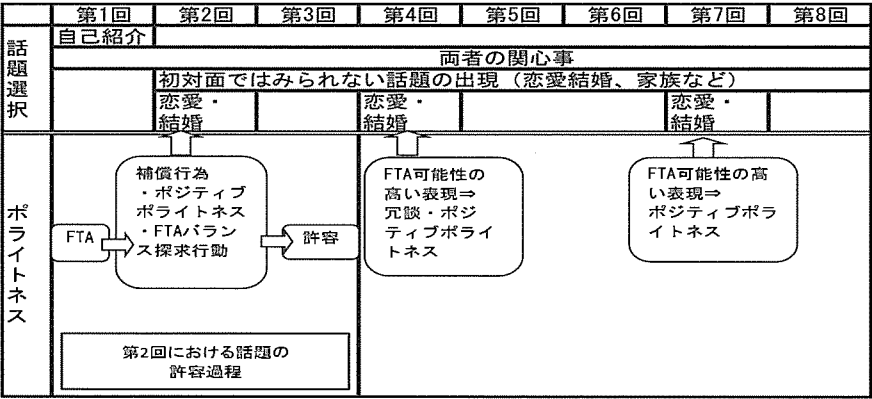 第1回 第2回 第3回 第4回 第5回 第6回 第7回 第8回
話題選択
自己紹介
両者の関心事
初対面ではみられない話題の出現（恋愛結婚、家族など）
恋愛・
結婚
恋愛・
結婚
恋愛・
結婚
ポライトネス
FTA
補償行為
・ポジティブ
ポライトネス
・FTAバラン
ス探求行動
許容
FTA可能性の
高い表現⇒
冗談・ポジ
ティブポライ
トネス
FTA可能性の高
い表現⇒
ポジティブポラ
イトネス
第2回における話題の
許容過程